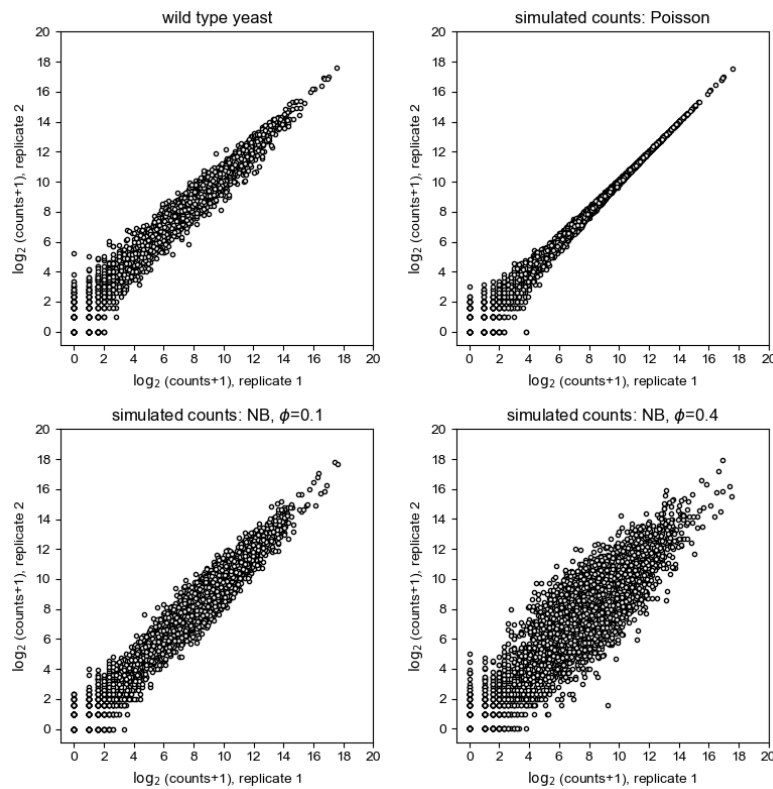 wild type yeast
20
18
16
14
12
10
8
6
4
2
0
log₂ (counts+1), replicate 2
0 2 4 6 8 10 12 14 16 18 20
log₂ (counts+1), replicate 1
simulated counts: Poisson
20
18
16
14
12
10
8
6
4
2
0
log₂ (counts+1), replicate 2
0 2 4 6 8 10 12 14 16 18 20
log₂ (counts+1), replicate 1
simulated counts: NB, ϕ=0.1
20
18
16
14
12
10
8
6
4
2
0
log₂ (counts+1), replicate 2
0 2 4 6 8 10 12 14 16 18 20
log₂ (counts+1), replicate 1
simulated counts: NB, ϕ=0.4
20
18
16
14
12
10
8
6
4
2
0
log₂ (counts+1), replicate 2
0 2 4 6 8 10 12 14 16 18 20
log₂ (counts+1), replicate 1